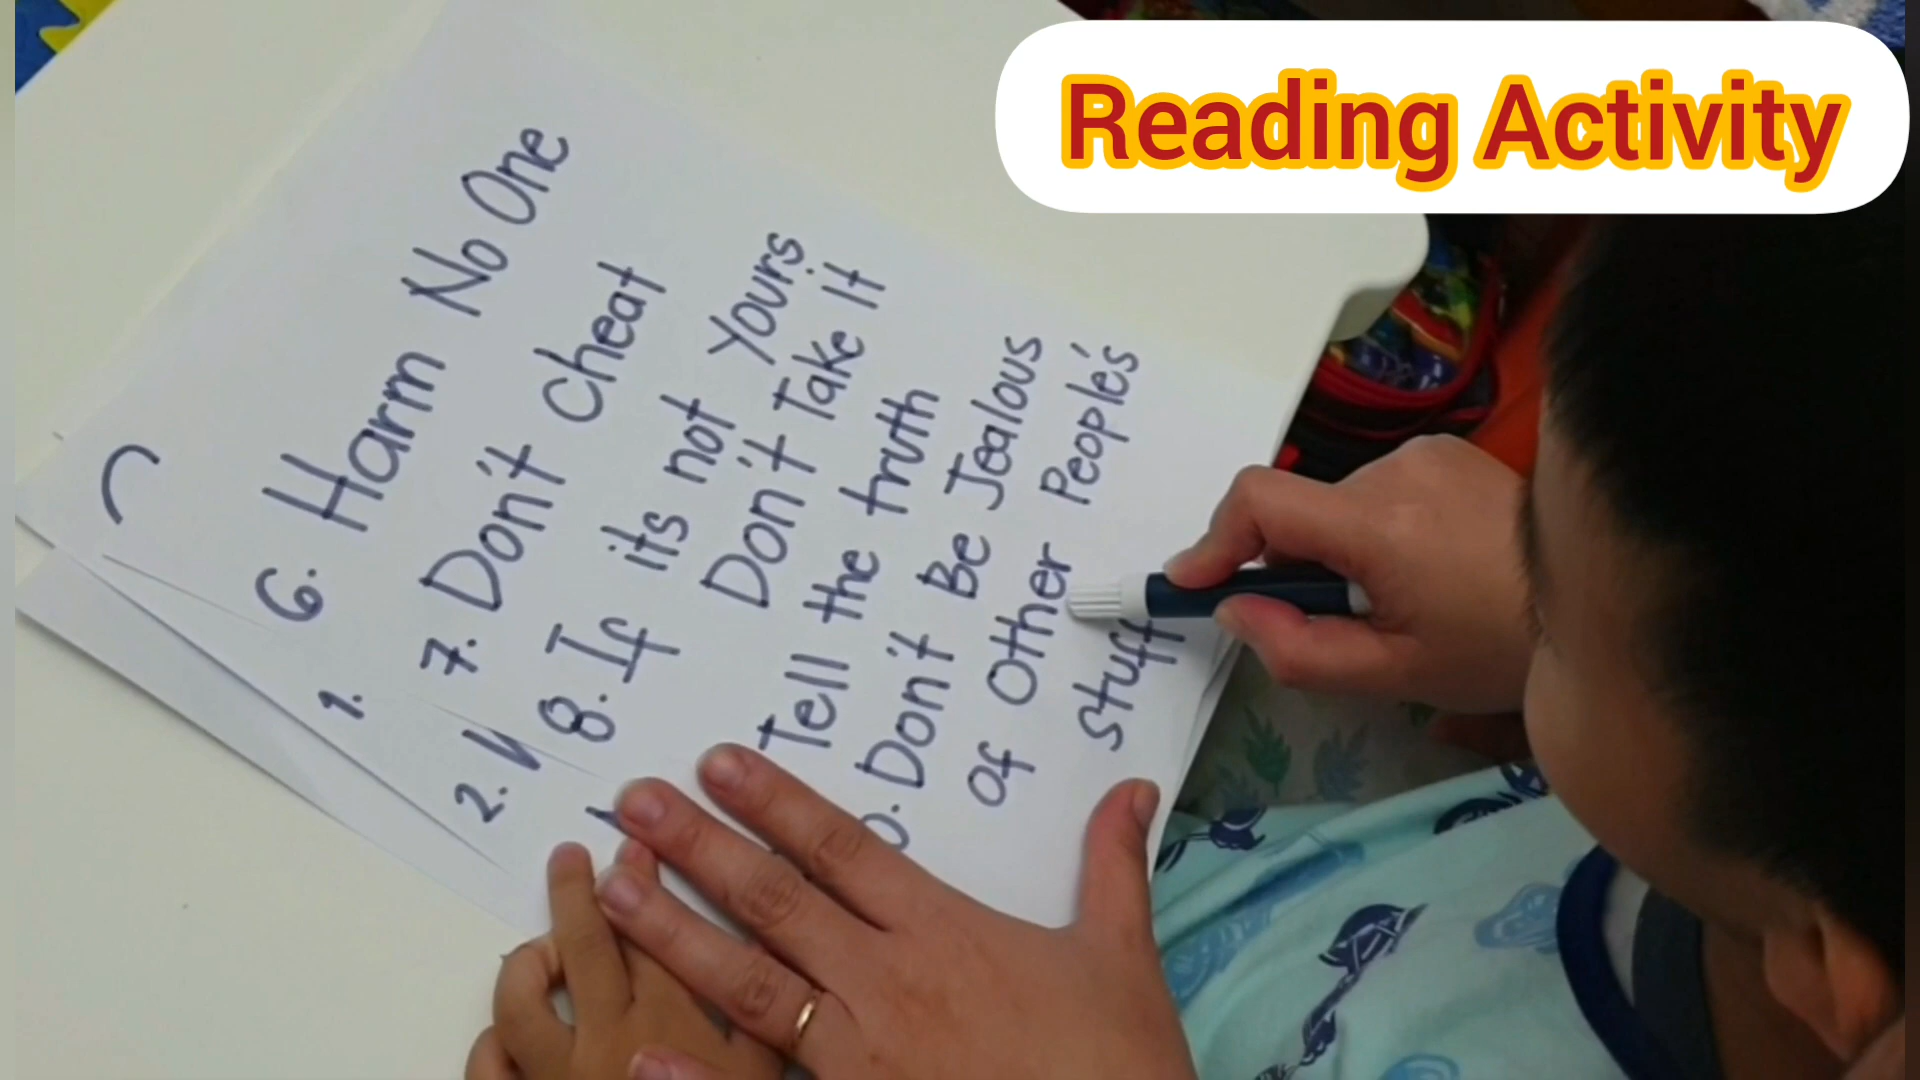 Reading Activity
6. Harm No One
7. Don't cheat
8. If its not Yours
Don't Take It
Tell the truth
0. Don't Be Jealous
of Other People's
stuff
1.
2.